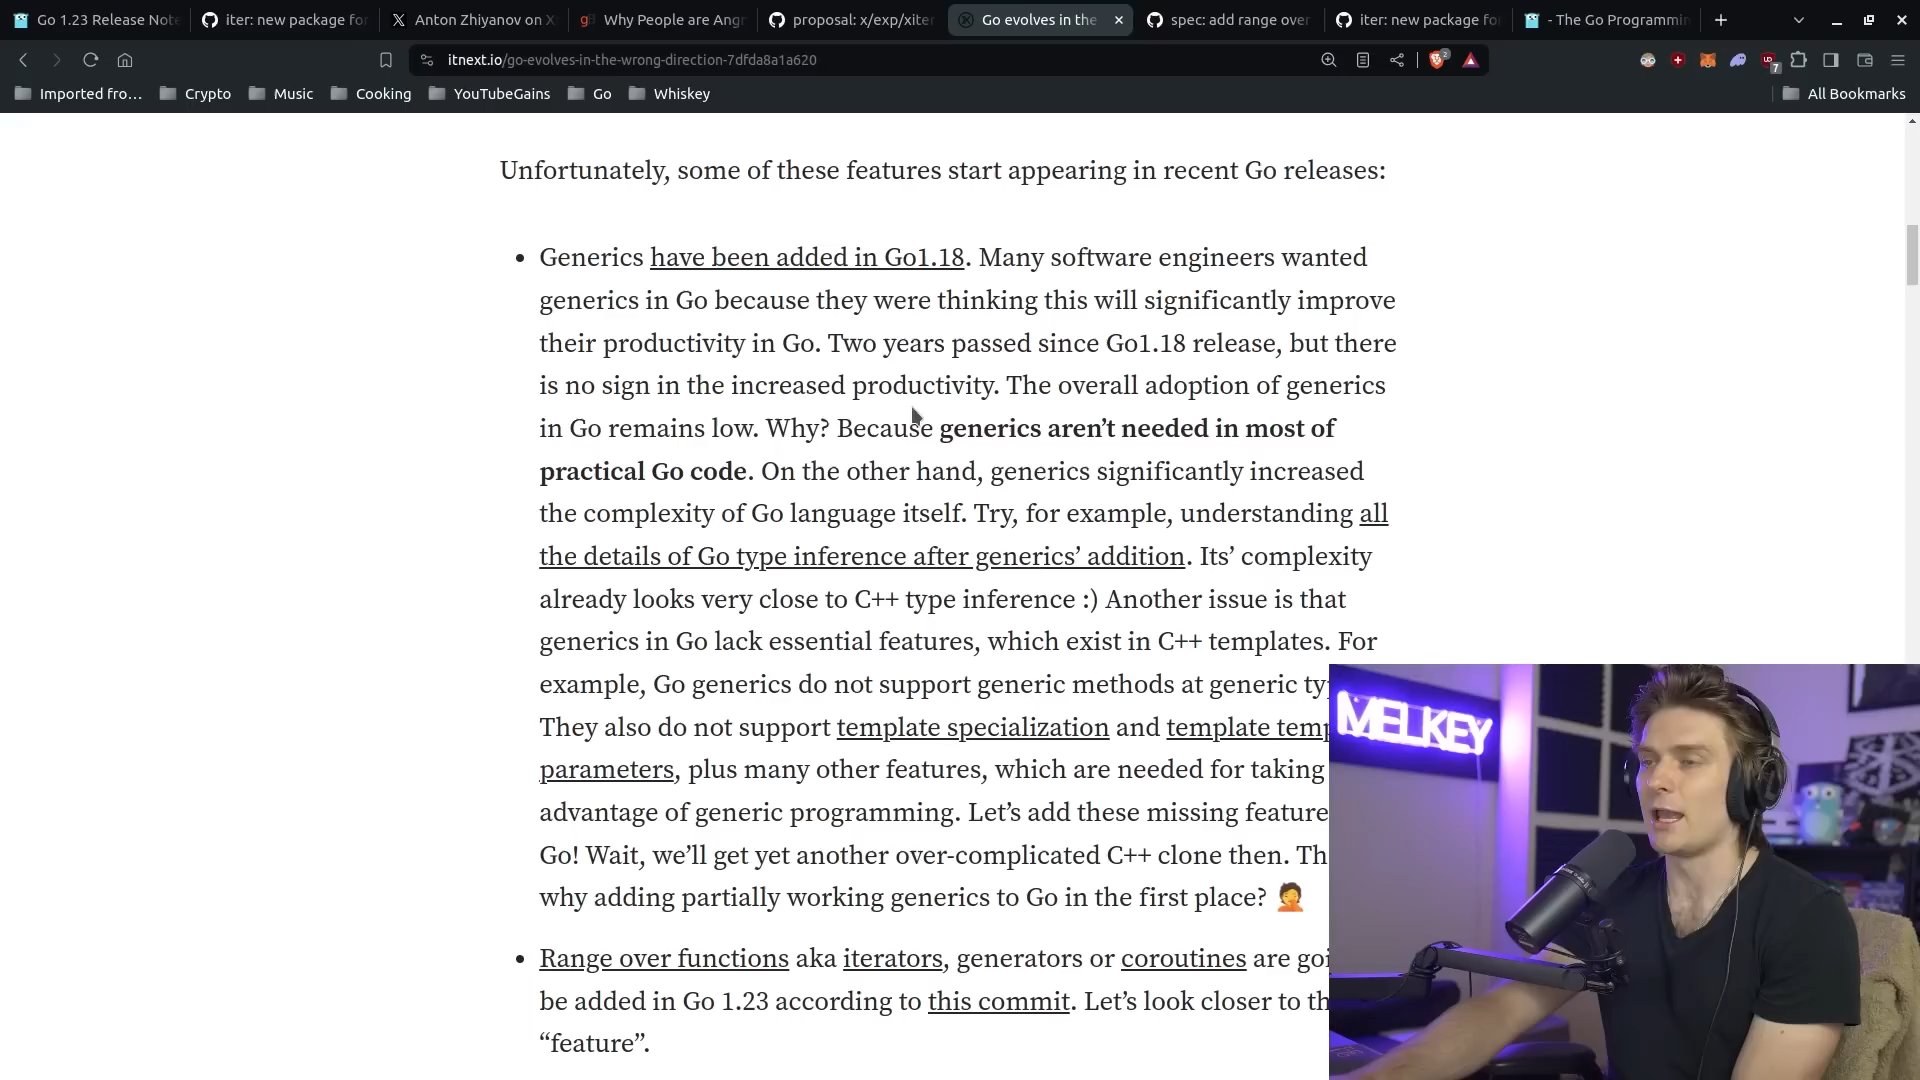 Go 1.23 Release Note
iter: new package for
Anton Zhiyanov on X
Why People are Angr
proposal: x/exp/xiter
Go evolves in the
spec: add range over
iter: new package fo
- The Go Programmin
itnext.io/go-evolves-in-the-wrong-direction-7dfda8a1a620
2
7
Imported fro...
Crypto
Music
Cooking
YouTubeGains
Go
Whiskey
All Bookmarks
Unfortunately, some of these features start appearing in recent Go releases:
• Generics have been added in Go1.18. Many software engineers wanted
generics in Go because they were thinking this will significantly improve
their productivity in Go. Two years passed since Go1.18 release, but there
is no sign in the increased productivity. The overall adoption of generics
in Go remains low. Why? Because generics aren’t needed in most of
practical Go code. On the other hand, generics significantly increased
the complexity of Go language itself. Try, for example, understanding all
the details of Go type inference after generics’ addition. Its’ complexity
already looks very close to C++ type inference :) Another issue is that
generics in Go lack essential features, which exist in C++ templates. For
example, Go generics do not support generic methods at generic typ
They also do not support template specialization and template temp
parameters, plus many other features, which are needed for taking
advantage of generic programming. Let’s add these missing feature
Go! Wait, we’ll get yet another over-complicated C++ clone then. Th
why adding partially working generics to Go in the first place? 🤦
• Range over functions aka iterators, generators or coroutines are goi
be added in Go 1.23 according to this commit. Let’s look closer to th
“feature”.
MELKEY